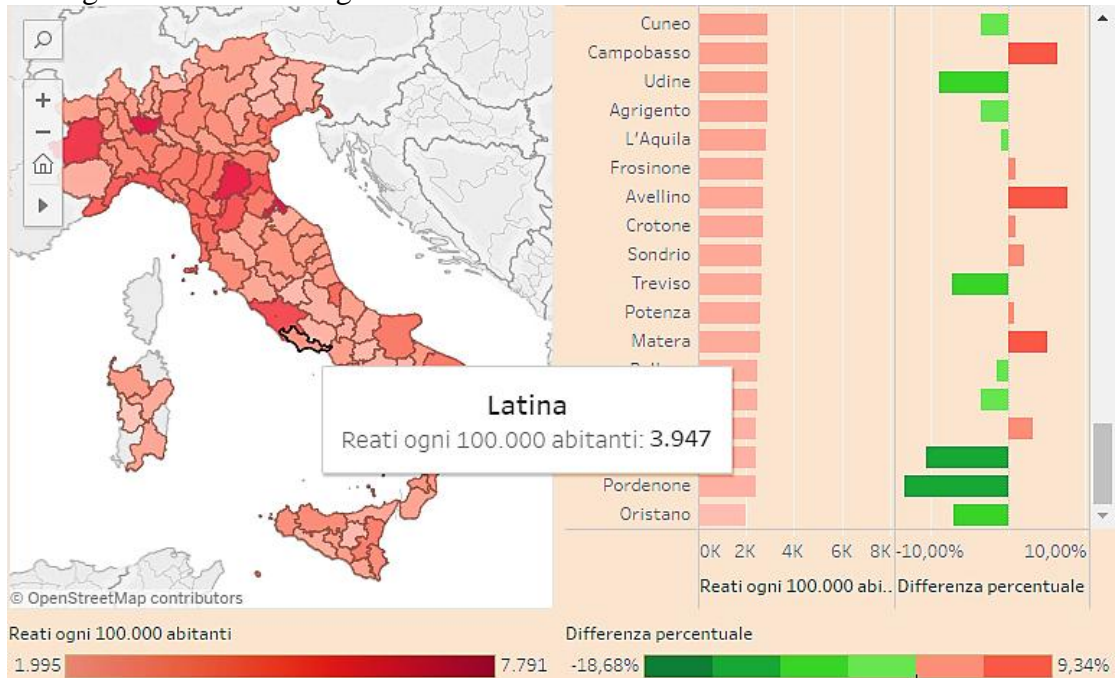 Cuneo
Campobasso
Udine
Agrigento
L'Aquila
Frosinone
Avellino
Crotone
Sondrio
Treviso
Potenza
Matera
Latina
Reati ogni 100.000 abitanti: 3.947
Pordenone
Oristano
0K 2K 4K 6K 8K -10,00% 10,00%
Reati ogni 100.000 abi.. Differenza percentuale
© OpenStreetMap contributors
Reati ogni 100.000 abitanti
1.995 7.791
Differenza percentuale
-18,68% 9,34%